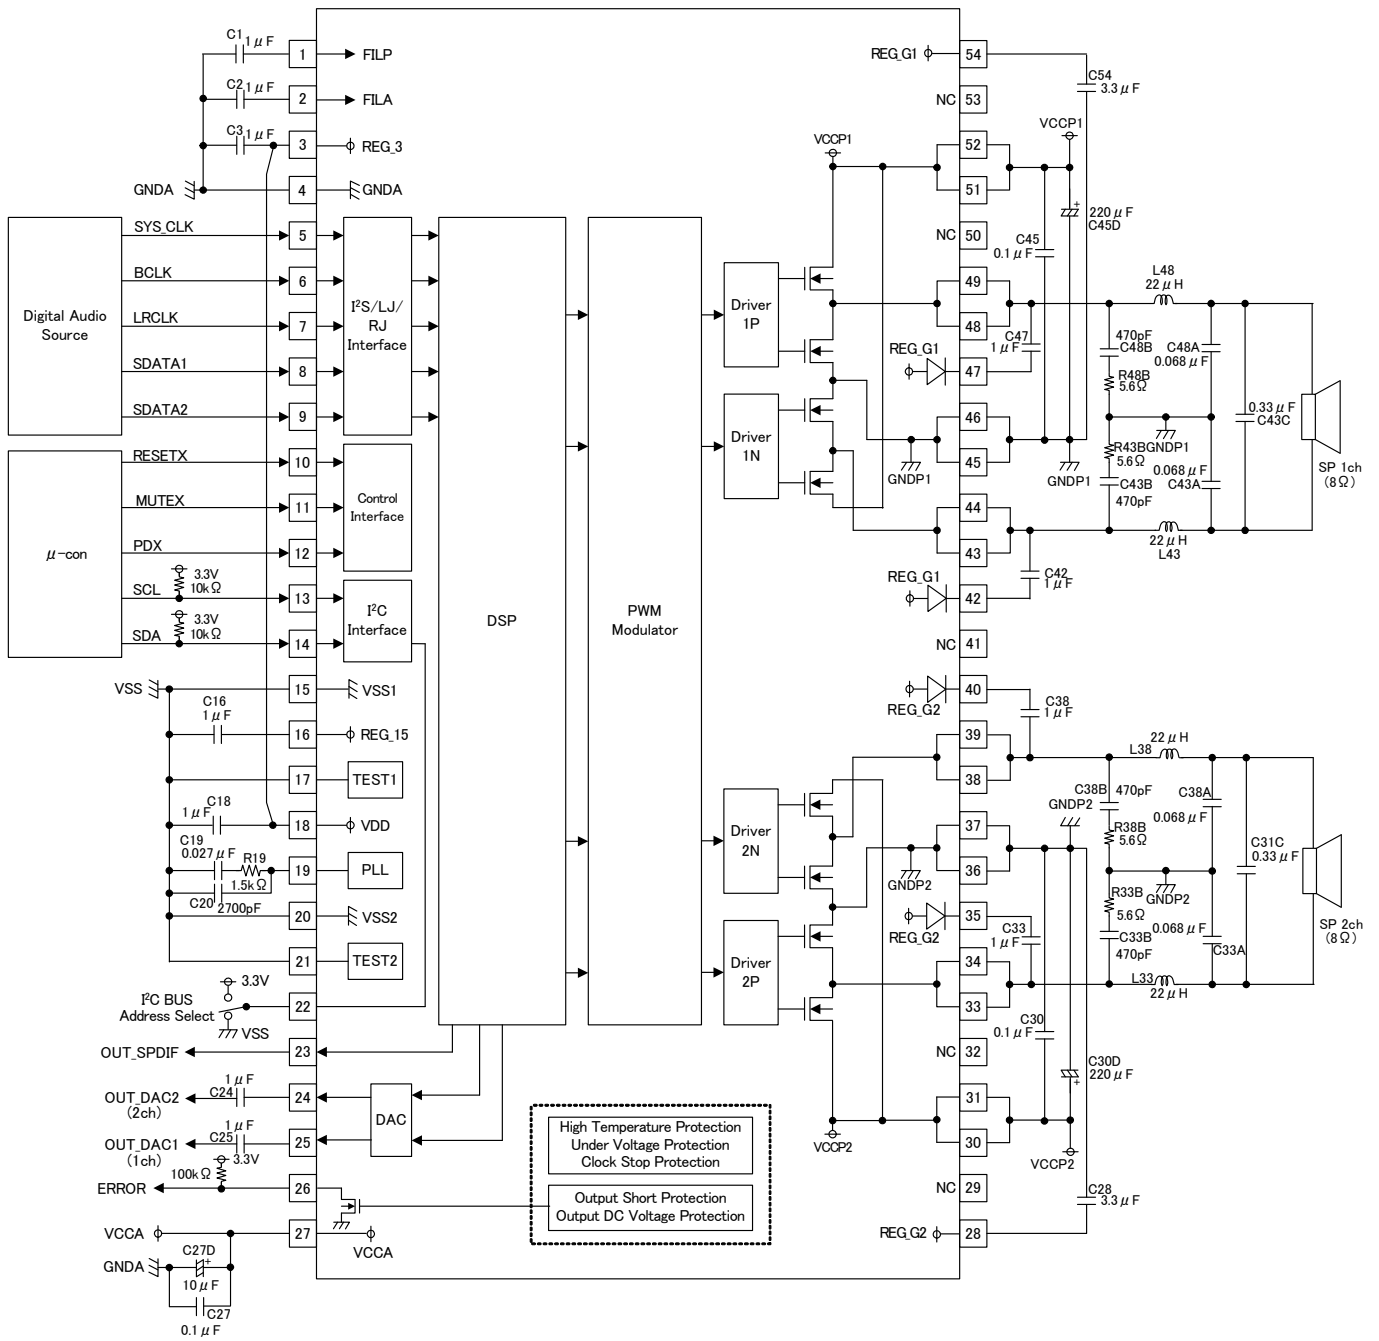 C1
1μF
1
FILP
C2
1μF
2
FILA
C3
1μF
3
REG_3
GNDA
4
GNDA
Digital Audio
Source
SYS_CLK
5
BCLK
6
LRCLK
7
SDATA1
8
SDATA2
9
I²S/LJ/
RJ
Interface
μ-con
RESETX
10
MUTEX
11
PDX
12
Control
Interface
3.3V
10kΩ
SCL
13
3.3V
10kΩ
SDA
14
I²C
Interface
VSS
15
VSS1
C16
1μF
16
REG_15
17
TEST1
C18
1μF
18
VDD
C19
0.027μF
R19
1.5kΩ
19
PLL
C20
2700pF
20
VSS2
21
TEST2
3.3V
I²C BUS
Address Select
VSS
22
OUT_SPDIF
23
1μF
C24
OUT_DAC2
(2ch)
24
1μF
C25
OUT_DAC1
(1ch)
25
DAC
3.3V
100kΩ
ERROR
26
VCCA
27
VCCA
GNDA
C27D
+
10μF
C27
0.1μF
DSP
PWM
Modulator
Driver
1P
Driver
1N
Driver
2N
Driver
2P
High Temperature Protection
Under Voltage Protection
Clock Stop Protection
Output Short Protection
Output DC Voltage Protection
REG_G1
54
C54
3.3μF
NC
53
VCCP1
VCCP1
52
51
+
220μF
C45D
NC
50
C45
0.1μF
49
48
C47
1μF
REG_G1
47
46
45
GNDP1
GNDP1
L48
22μH
470pF
C48B
R48B
5.6Ω
C48A
0.068μF
0.33μF
C43C
GNDP1
R43B
5.6Ω
C43B
470pF
0.068μF
C43A
SP 1ch
(8Ω)
44
43
22μH
L43
REG_G1
42
C42
1μF
NC
41
REG_G2
40
C38
1μF
39
38
L38
22μH
C38B
470pF
R38B
5.6Ω
C38A
0.068μF
GNDP2
37
36
GNDP2
GNDP2
C31C
0.33μF
REG_G2
35
C33
1μF
R33B
5.6Ω
C33B
470pF
0.068μF
C33A
SP 2ch
(8Ω)
34
33
L33
22μH
C30
0.1μF
NC
32
C30D
220μF
+
31
30
VCCP2
VCCP2
NC
29
C28
3.3μF
REG_G2
28